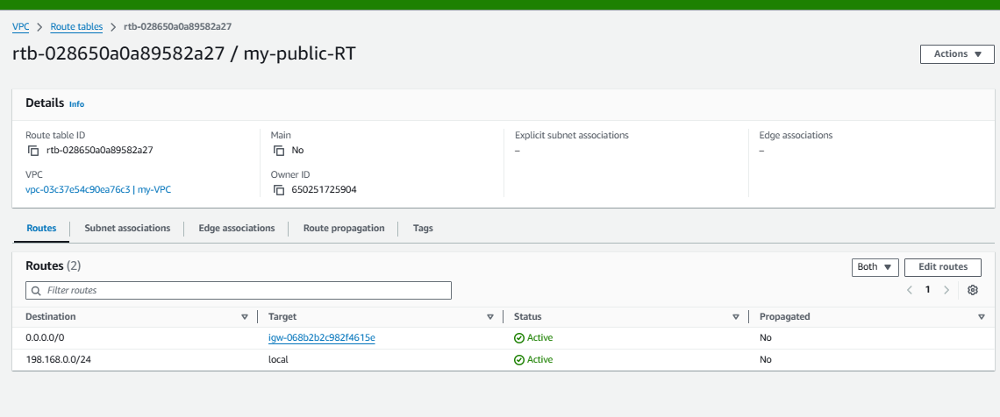 VPC > Route tables > rtb-028650a0a89582a27
rtb-028650a0a89582a27 / my-public-RT
Actions
Details Info
Route table ID
rtb-028650a0a89582a27
Main
No
Explicit subnet associations
–
Edge associations
–
VPC
vpc-03c37e54c90ea76c3 | my-VPC
Owner ID
650251725904
Routes
Subnet associations
Edge associations
Route propagation
Tags
Routes (2)
Both
Edit routes
Filter routes
1
Destination Target Status Propagated
0.0.0.0/0 igw-068b2b2c982f4615e Active No
198.168.0.0/24 local Active No